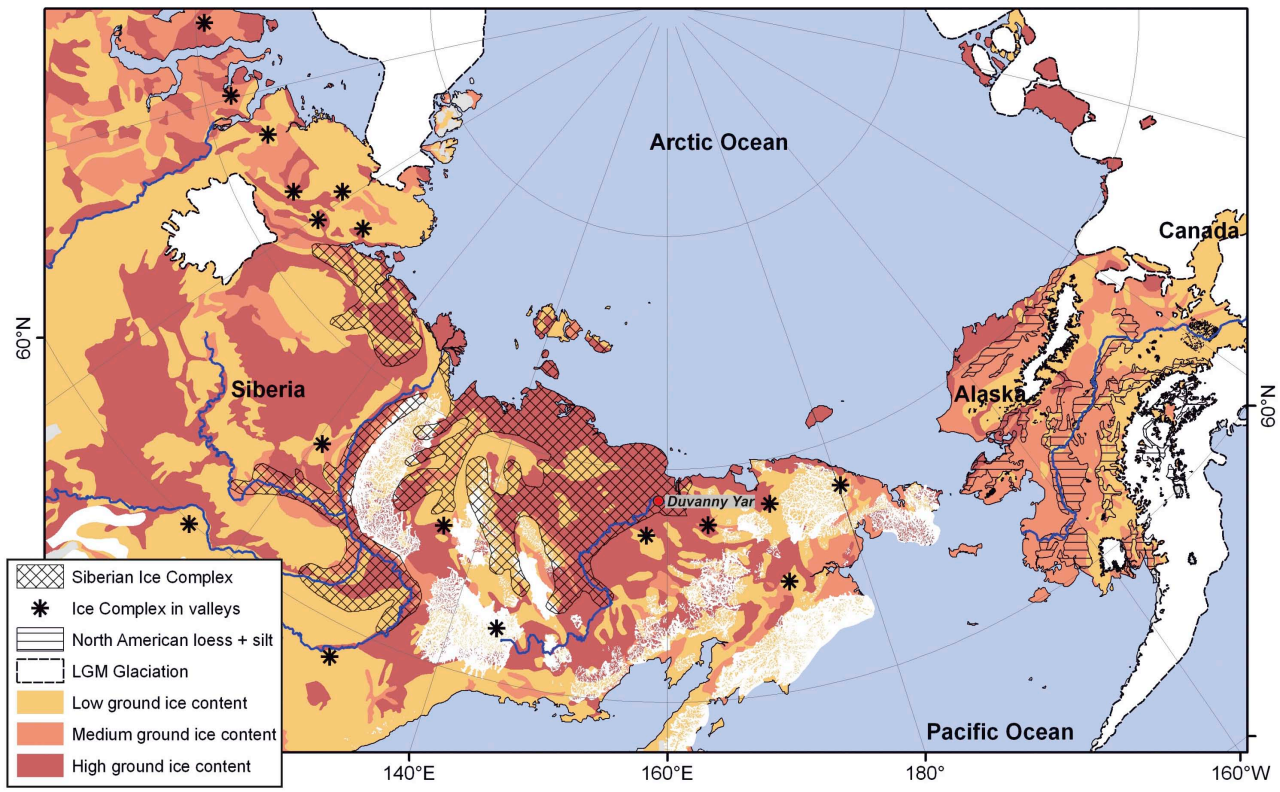 Arctic Ocean
Canada
60°N
Siberia
Alaska
60°N
Duvanny Yar
Siberian Ice Complex
Ice Complex in valleys
North American loess + silt
LGM Glaciation
Low ground ice content
Medium ground ice content
High ground ice content
Pacific Ocean
140°E
160°E
180°
160°W